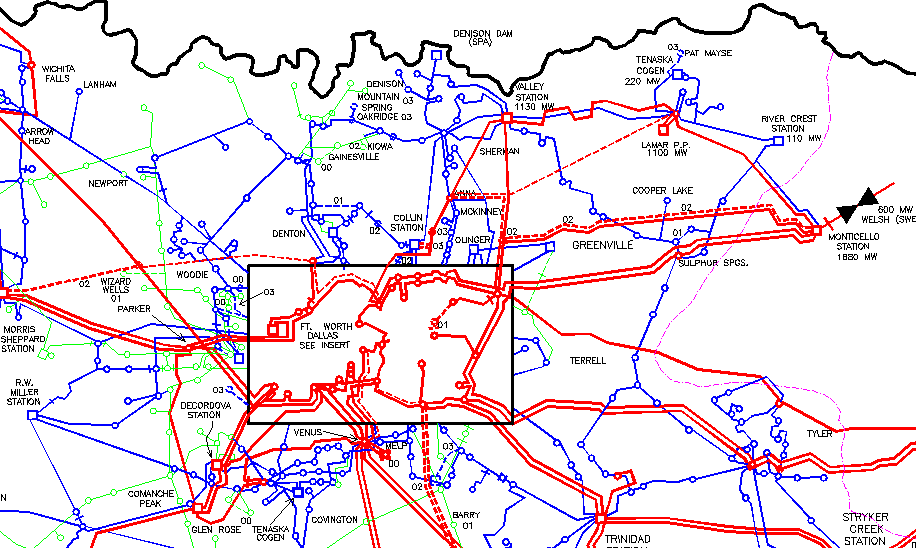 DENISON DAM
(SPA)
03
PAT MAYSE
TENASKA
COGEN
220 MW
WICHITA
FALLS
LANHAM
DENISON
03
MOUNTAIN
SPRING
OAKRIDGE 03
VALLEY
STATION
1130 MW
RIVER CREST
STATION
110 MW
ARROW
HEAD
02
KIOWA
GAINESVILLE
00
SHERMAN
LAMAR P.P.
1100 MW
NEWPORT
COOPER LAKE
01
ANNA
MCKINNEY
02
600 MW
WELSH (SWE
COLLIN
STATION
02
DENTON
03
03
02
OLINGER
02
02
GREENVILLE
01
MONTICELLO
STATION
1880 MW
SULPHUR SPGS.
WOODIE
00
02
WIZARD
WELLS
01
03
00
PARKER
MORRIS
SHEPPARD
STATION
FT. WORTH
DALLAS
SEE INSERT
01
TERRELL
R.W.
MILLER
STATION
03
DECORDOVA
STATION
VENUS
MELP
00
03
TYLER
02
COMANCHE
PEAK
00
GLEN ROSE
TENASKA
COGEN
COVINGTON
BARRY
01
TRINIDAD
STRYKER
CREEK
STATION